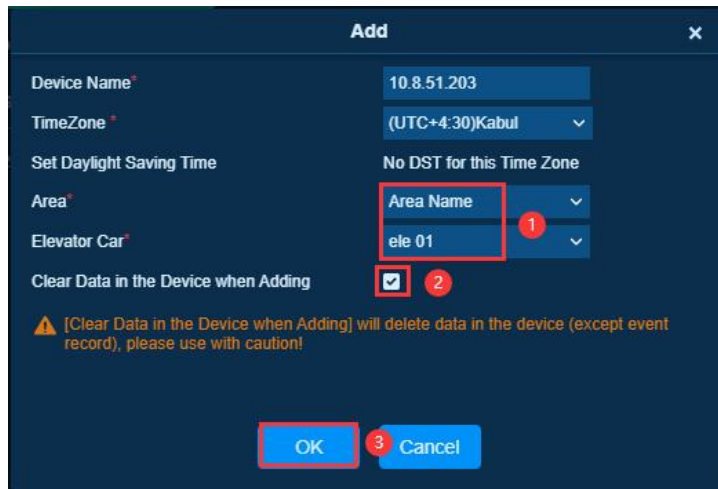 Add
×
Device Name*
10.8.51.203
TimeZone *
(UTC+4:30)Kabul
Set Daylight Saving Time
No DST for this Time Zone
Area*
Area Name
1
Elevator Car*
ele 01
Clear Data in the Device when Adding
2
[Clear Data in the Device when Adding] will delete data in the device (except event
record), please use with caution!
OK
3
Cancel